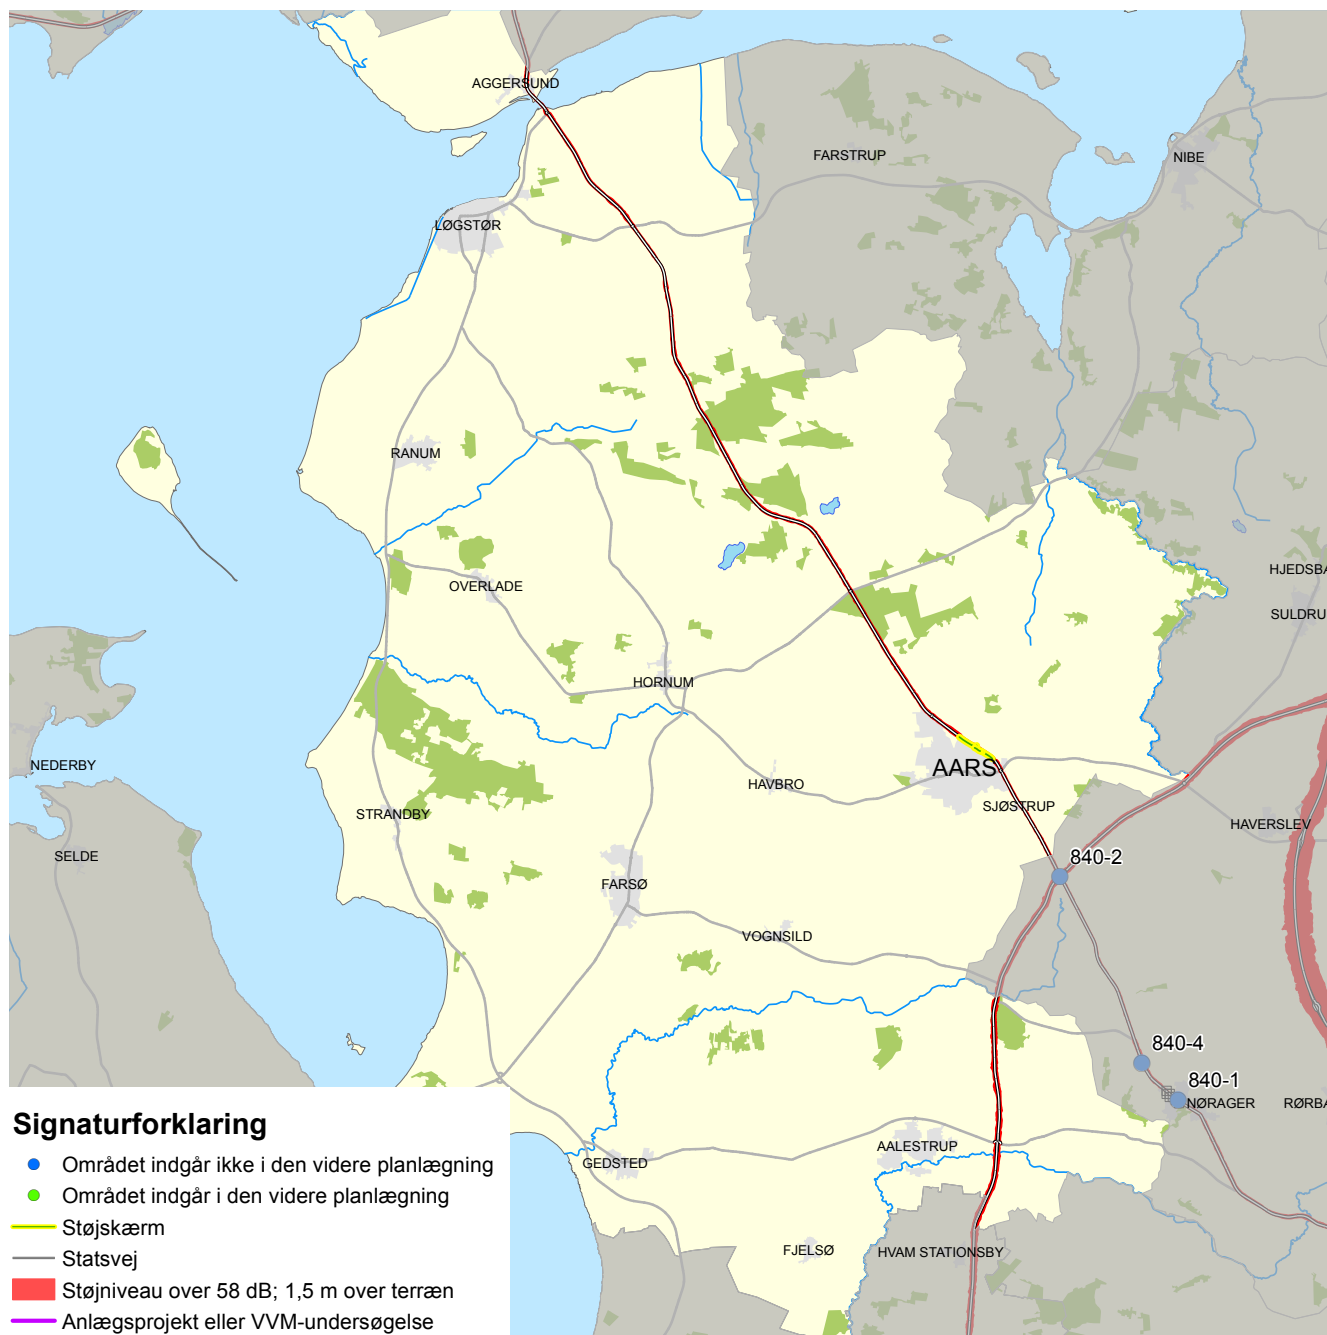 AGGERSUND
FARSTRUP
NIBE
LØGSTØR
RANUM
HJEDSBA
OVERLADE
SULDRU
HORNUM
NEDERBY
AARS
HAVBRO
SJØSTRUP
STRANDBY
HAVERSLEV
SELDE
840-2
FARSØ
VOGNSILD
840-4
840-1
NØRAGER
RØRBA
AALESTRUP
GEDSTED
FJELSØ
HVAM STATIONSBY
Signaturforklaring
Området indgår ikke i den videre planlægning
Området indgår i den videre planlægning
Støjskærm
Statsvej
Støjniveau over 58 dB; 1,5 m over terræn
Anlægsprojekt eller VVM-undersøgelse